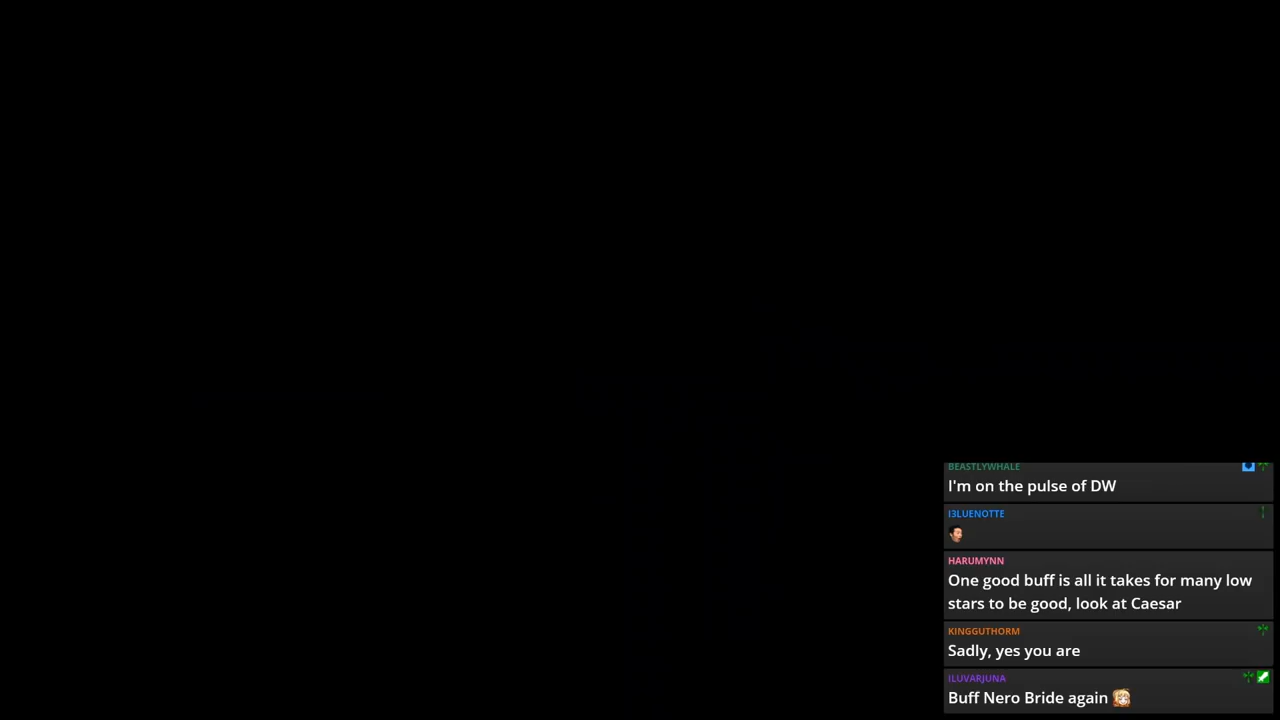 BEASTLYWHALE
I'm on the pulse of DW
I3LUENOTTE
HARUMYNN
One good buff is all it takes for many low
stars to be good, look at Caesar
KINGGUTHORM
Sadly, yes you are
ILUVARJUNA
Buff Nero Bride again